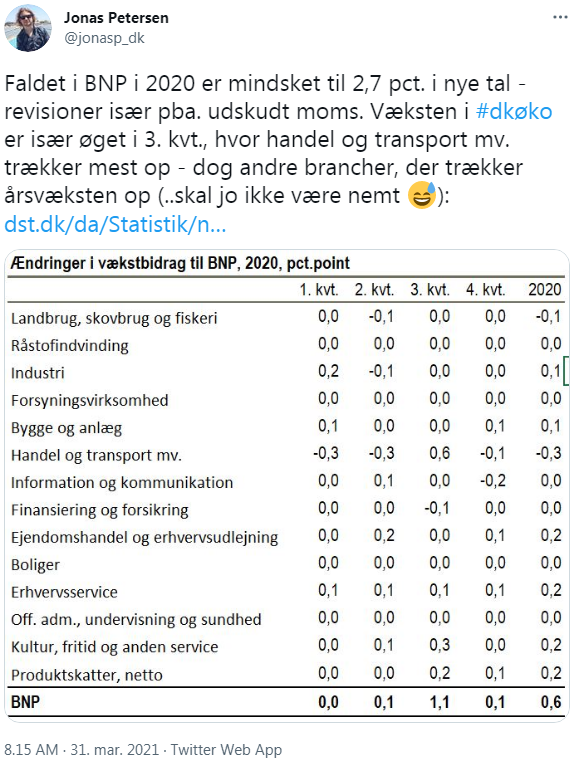 Jonas Petersen
@jonasp_dk
Faldet i BNP i 2020 er mindsket til 2,7 pct. i nye tal -
revisioner især pba. udskudt moms. Væksten i #dkøko
er især øget i 3. kvt., hvor handel og transport mv.
trækker mest op - dog andre brancher, der trækker
årsvæksten op (..skal jo ikke være nemt 😅):
dst.dk/da/Statistik/n...
Ændringer i vækstbidrag til BNP, 2020, pct.point
1. kvt. 2. kvt. 3. kvt. 4. kvt. 2020
Landbrug, skovbrug og fiskeri 0,0 -0,1 0,0 0,0 -0,1
Råstofindvinding 0,0 0,0 0,0 0,0 0,0
Industri 0,2 -0,1 0,0 0,0 0,1
Forsyningsvirksomhed 0,0 0,0 0,0 0,0 0,0
Bygge og anlæg 0,1 0,0 0,0 0,1 0,1
Handel og transport mv. -0,3 -0,3 0,6 -0,1 -0,3
Information og kommunikation 0,0 0,1 0,0 -0,2 0,0
Finansiering og forsikring 0,0 0,0 -0,1 0,0 0,0
Ejendomshandel og erhvervsudlejning 0,0 0,2 0,0 0,1 0,2
Boliger 0,0 0,0 0,0 0,0 0,0
Erhvervsservice 0,1 0,1 0,1 0,1 0,2
Off. adm., undervisning og sundhed 0,0 0,0 0,0 0,0 0,0
Kultur, fritid og anden service 0,0 0,1 0,3 0,0 0,2
Produktskatter, netto 0,0 0,0 0,2 0,1 0,2
BNP 0,0 0,1 1,1 0,1 0,6
8.15 AM · 31. mar. 2021 · Twitter Web App